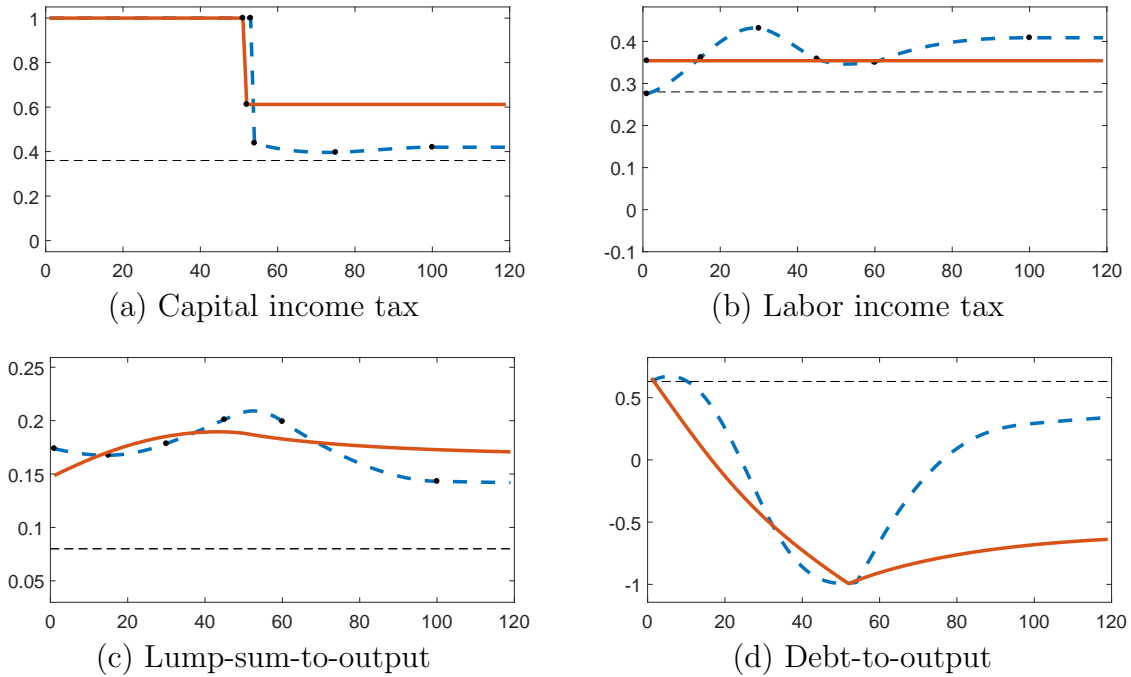 1
0.8
0.6
0.4
0.2
0
0 20 40 60 80 100 120
(a) Capital income tax
0.4
0.3
0.2
0.1
0
-0.1
0 20 40 60 80 100 120
(b) Labor income tax
0.25
0.2
0.15
0.1
0.05
0 20 40 60 80 100 120
(c) Lump-sum-to-output
0.5
0
-0.5
-1
0 20 40 60 80 100 120
(d) Debt-to-output